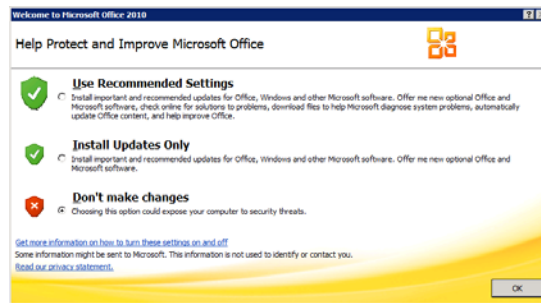 Welcome to Microsoft Office 2010
Help Protect and Improve Microsoft Office
Use Recommended Settings
Install important and recommended updates for Office, Windows and other Microsoft software. Offer me new optional Office and
Microsoft software, check online for solutions to problems, download files to help Microsoft diagnose system problems, automatically
update Office content, and help improve Office.
Install Updates Only
Install important and recommended updates for Office, Windows and other Microsoft software. Offer me new optional Office and
Microsoft software.
Don't make changes
Choosing this option could expose your computer to security threats.
Get more information on how to turn these settings on and off
Some information might be sent to Microsoft. This information is not used to identify or contact you.
Read our privacy statement.
OK